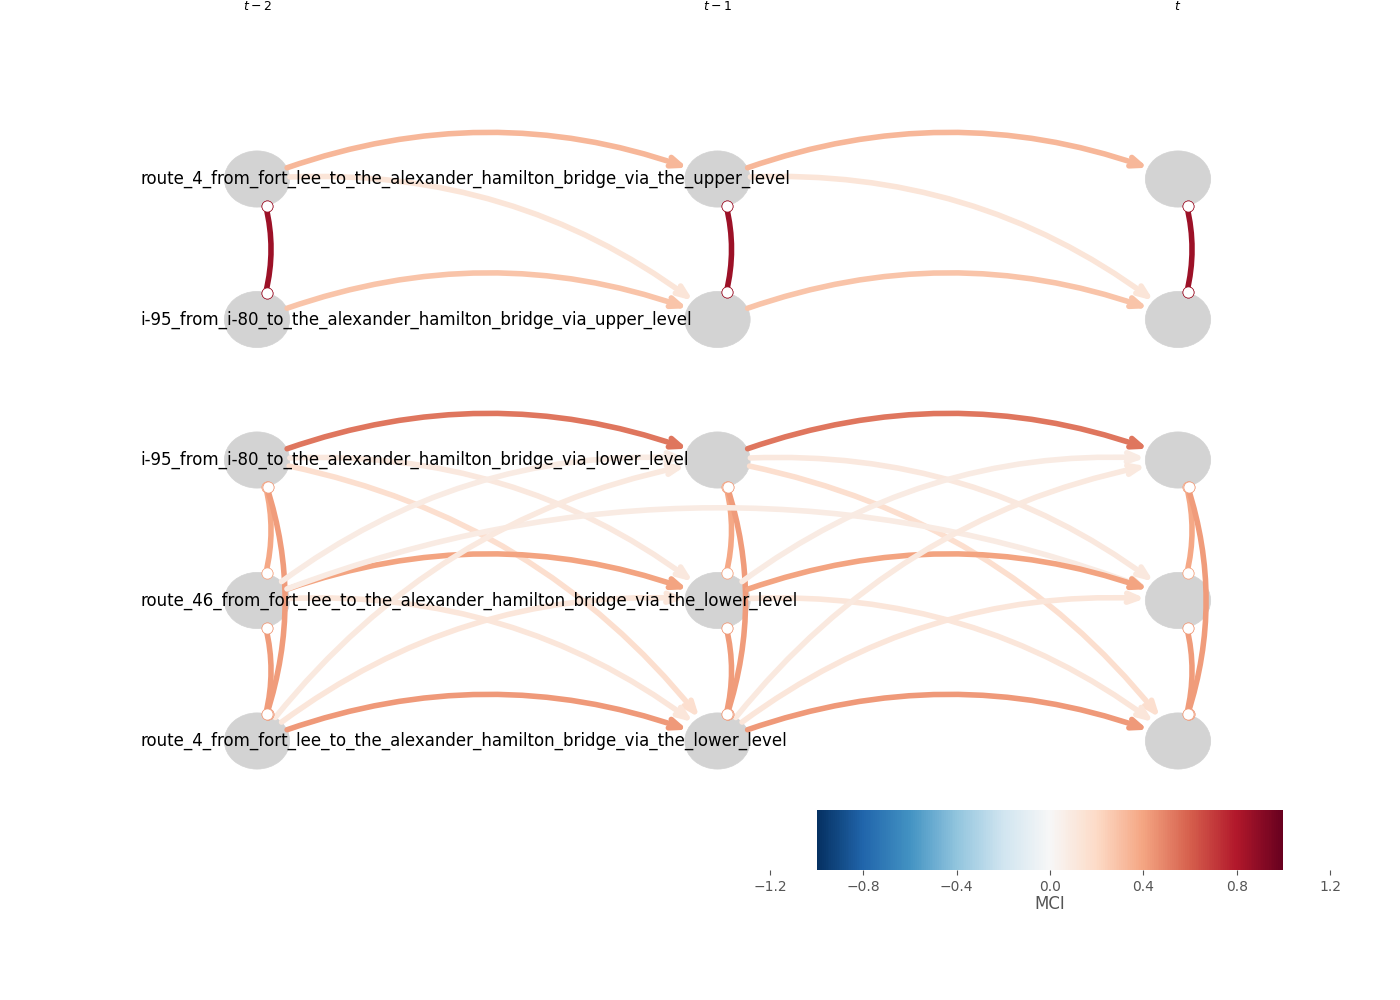 t − 2
t − 1
t
route_4_from_fort_lee_to_the_alexander_hamilton_bridge_via_the_upper_level
i-95_from_i-80_to_the_alexander_hamilton_bridge_via_upper_level
i-95_from_i-80_to_the_alexander_hamilton_bridge_via_lower_level
route_46_from_fort_lee_to_the_alexander_hamilton_bridge_via_the_lower_level
route_4_from_fort_lee_to_the_alexander_hamilton_bridge_via_the_lower_level
−1.2 −0.8 −0.4 0.0 0.4 0.8 1.2
MCI